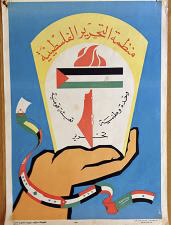 منظمة التحرير الفلسطينية
وحدة وطنية
تعبئة قومية
تحرير